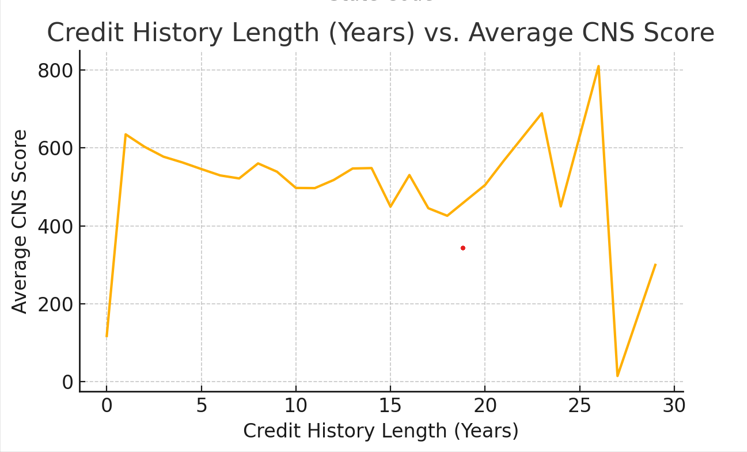 Credit History Length (Years) vs. Average CNS Score
Average CNS Score
800
600
400
200
0
0 5 10 15 20 25 30
Credit History Length (Years)